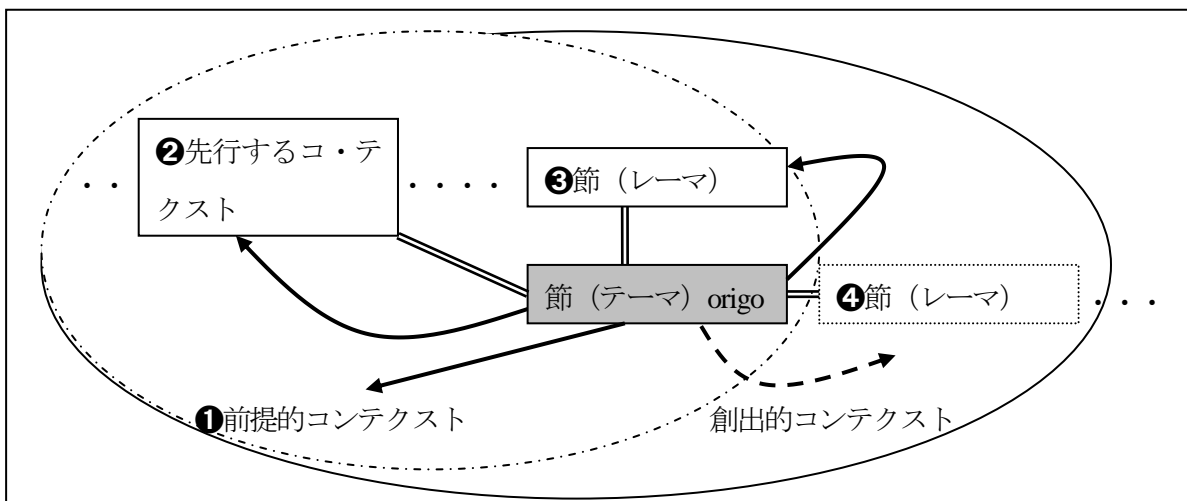 ❷先行するコ・テ
クスト
・・
・・・・
❸節（レーマ）
節（テーマ）origo
❹節（レーマ）
・・・
❶前提的コンテクスト
創出的コンテクスト